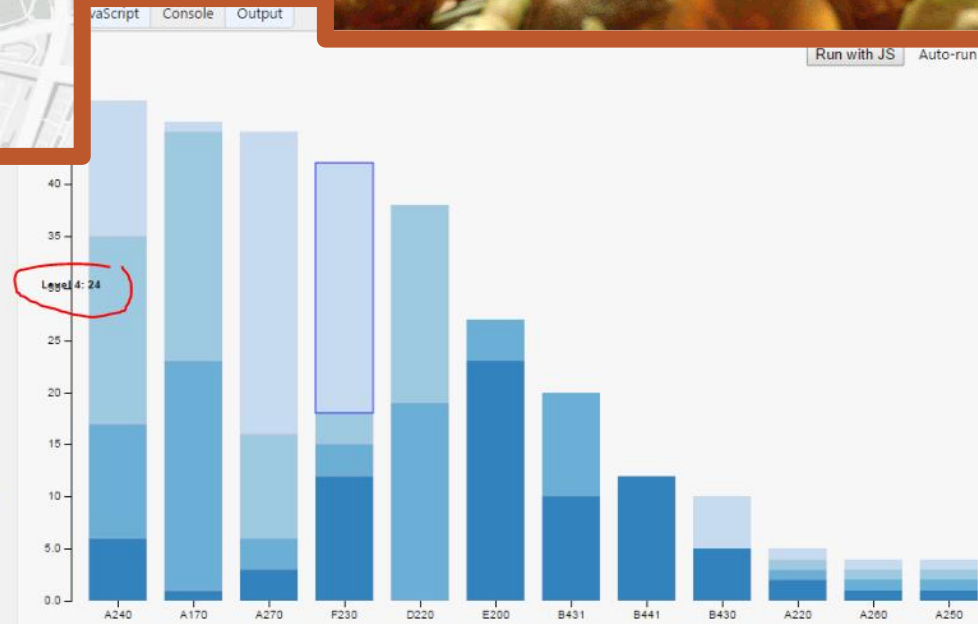 vaScript Console Output
Run with JS Auto-run
40
35
Level 4: 24
25
20
15
10
5.0
0.0
A240 A170 A270 F230 D220 E200 B431 B441 B430 A220 A260 A250